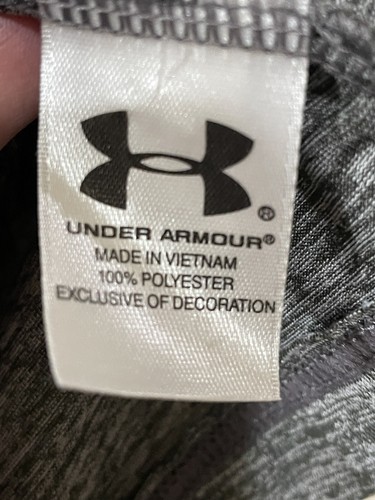 ®
UNDER ARMOUR®
MADE IN VIETNAM
100% POLYESTER
EXCLUSIVE OF DECORATION